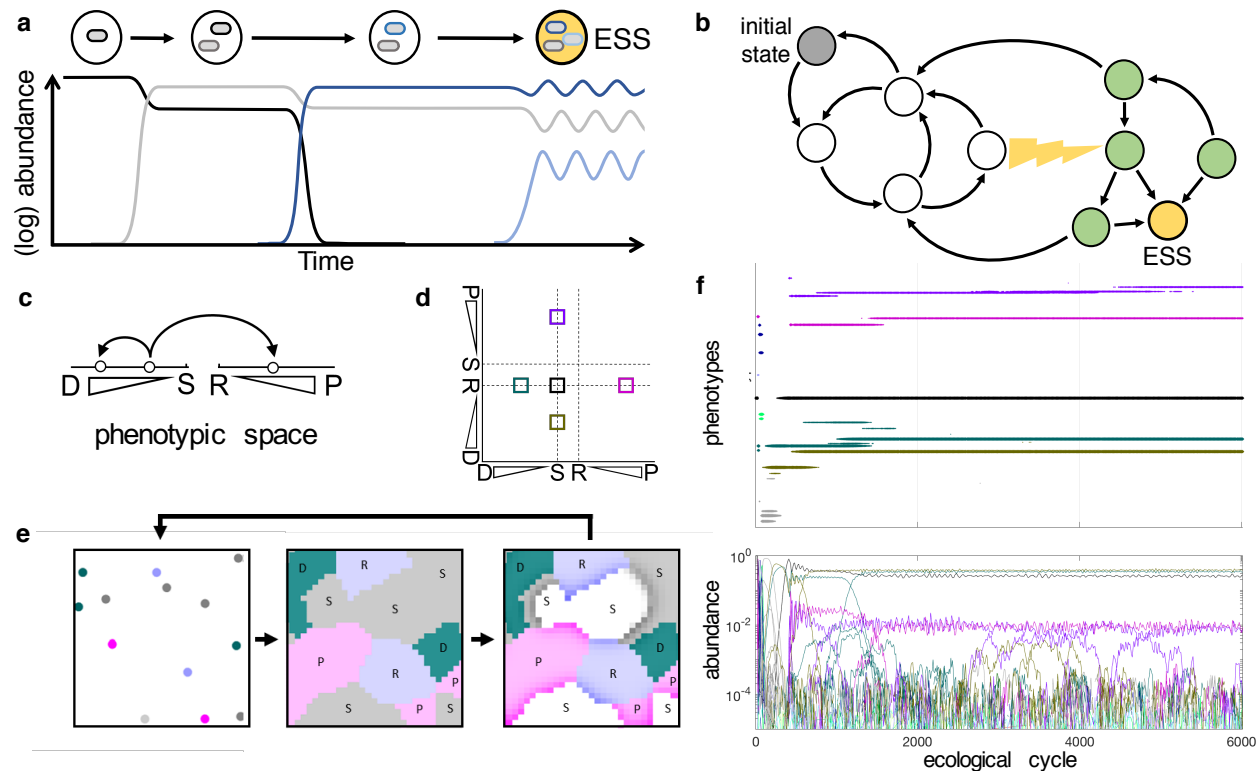 a
ESS
(log) abundance
Time
b
initial
state
ESS
c
D S R P
phenotypic space
d
P
S
R
D
D S R P
e
D R S
S S
P R D
P
S P S
D R S
S
P R D
P
S P S
f
phenotypes
abundance
10^0
10^-2
10^-4
0 2000 4000 6000
ecological cycle